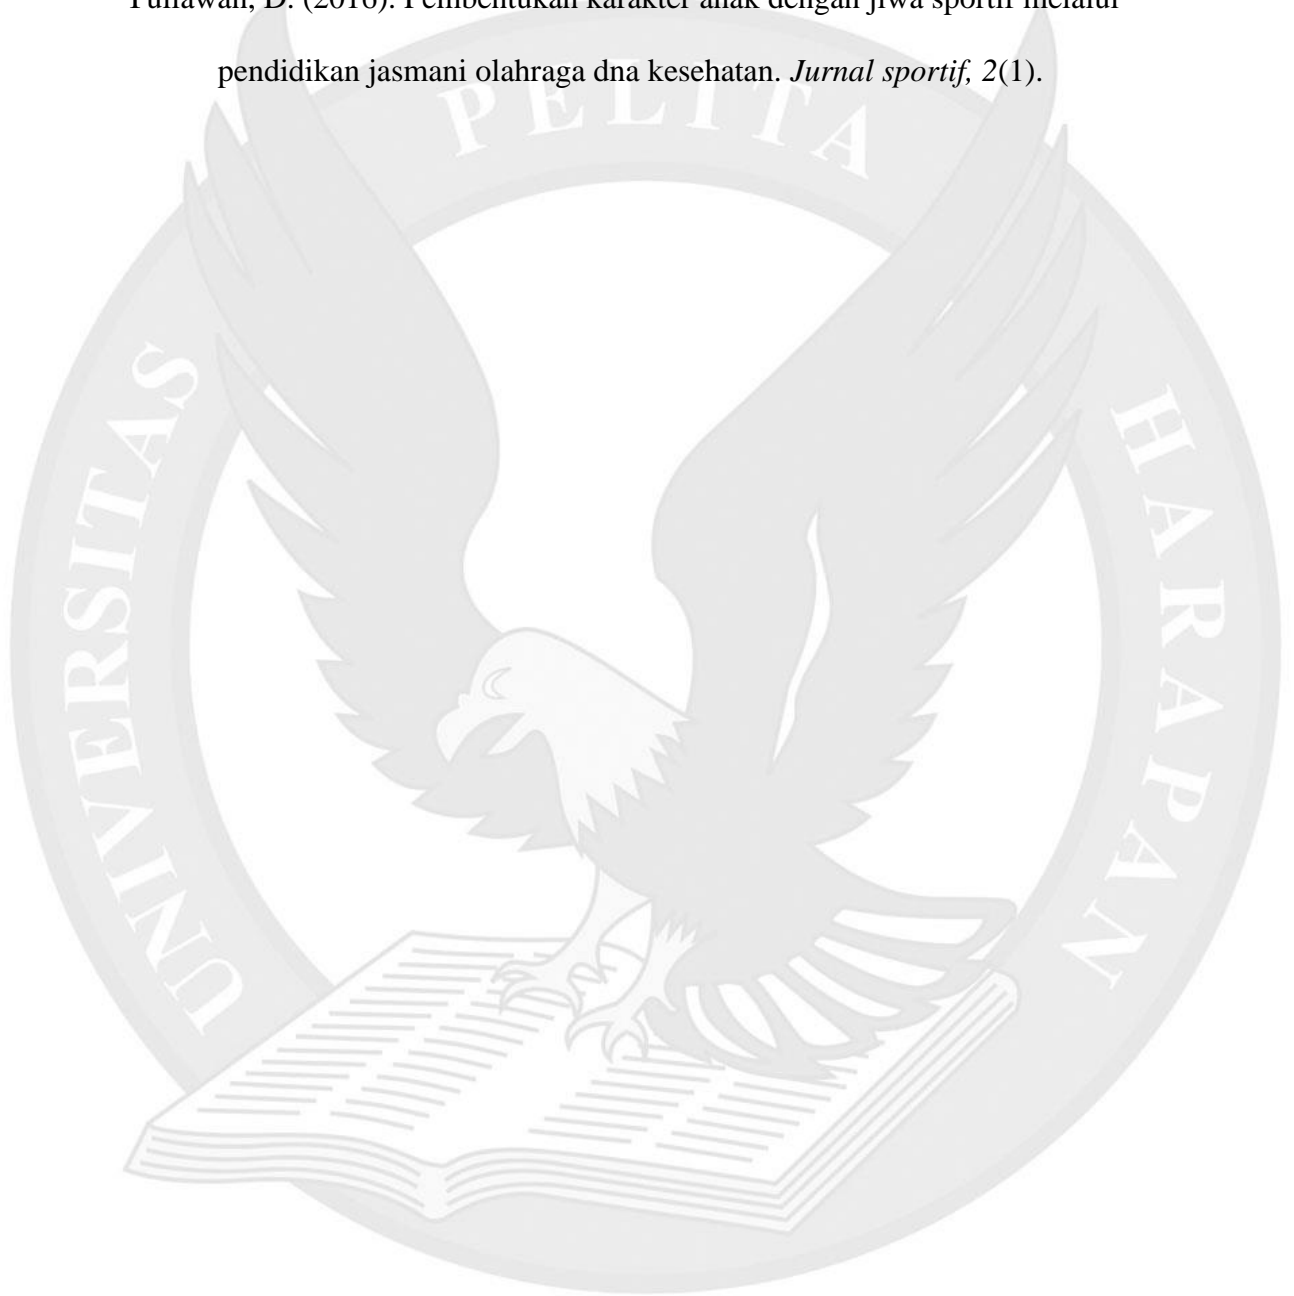 Yuliawan, D. (2016). Pembentukan karakter anak dengan jiwa sportif melalui
pendidikan jasmani olahraga dna kesehatan. Jurnal sportif, 2(1).
UNIVERSITAS PELITA HARAPAN